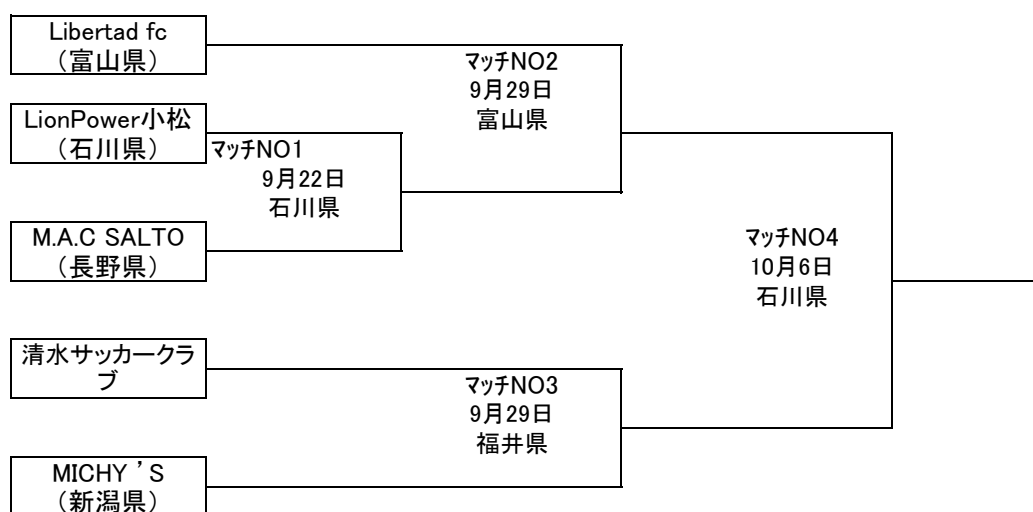 Libertad fc
（富山県）
マッチNO2
9月29日
富山県
LionPower小松
（石川県）
マッチNO1
9月22日
石川県
M.A.C SALTO
（長野県）
マッチNO4
10月6日
石川県
清水サッカークラ
ブ
マッチNO3
9月29日
福井県
MICHY ’S
（新潟県）